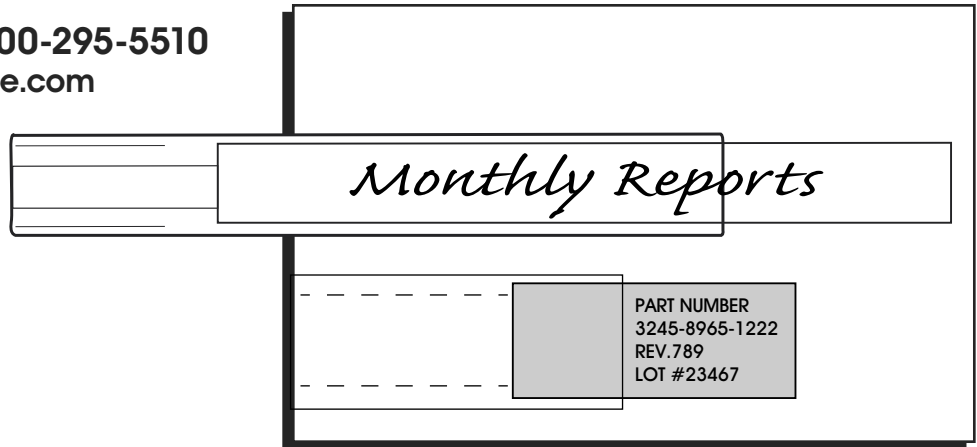 00-295-5510
e.com
Monthly Reports
PART NUMBER
3245-8965-1222
REV.789
LOT #23467